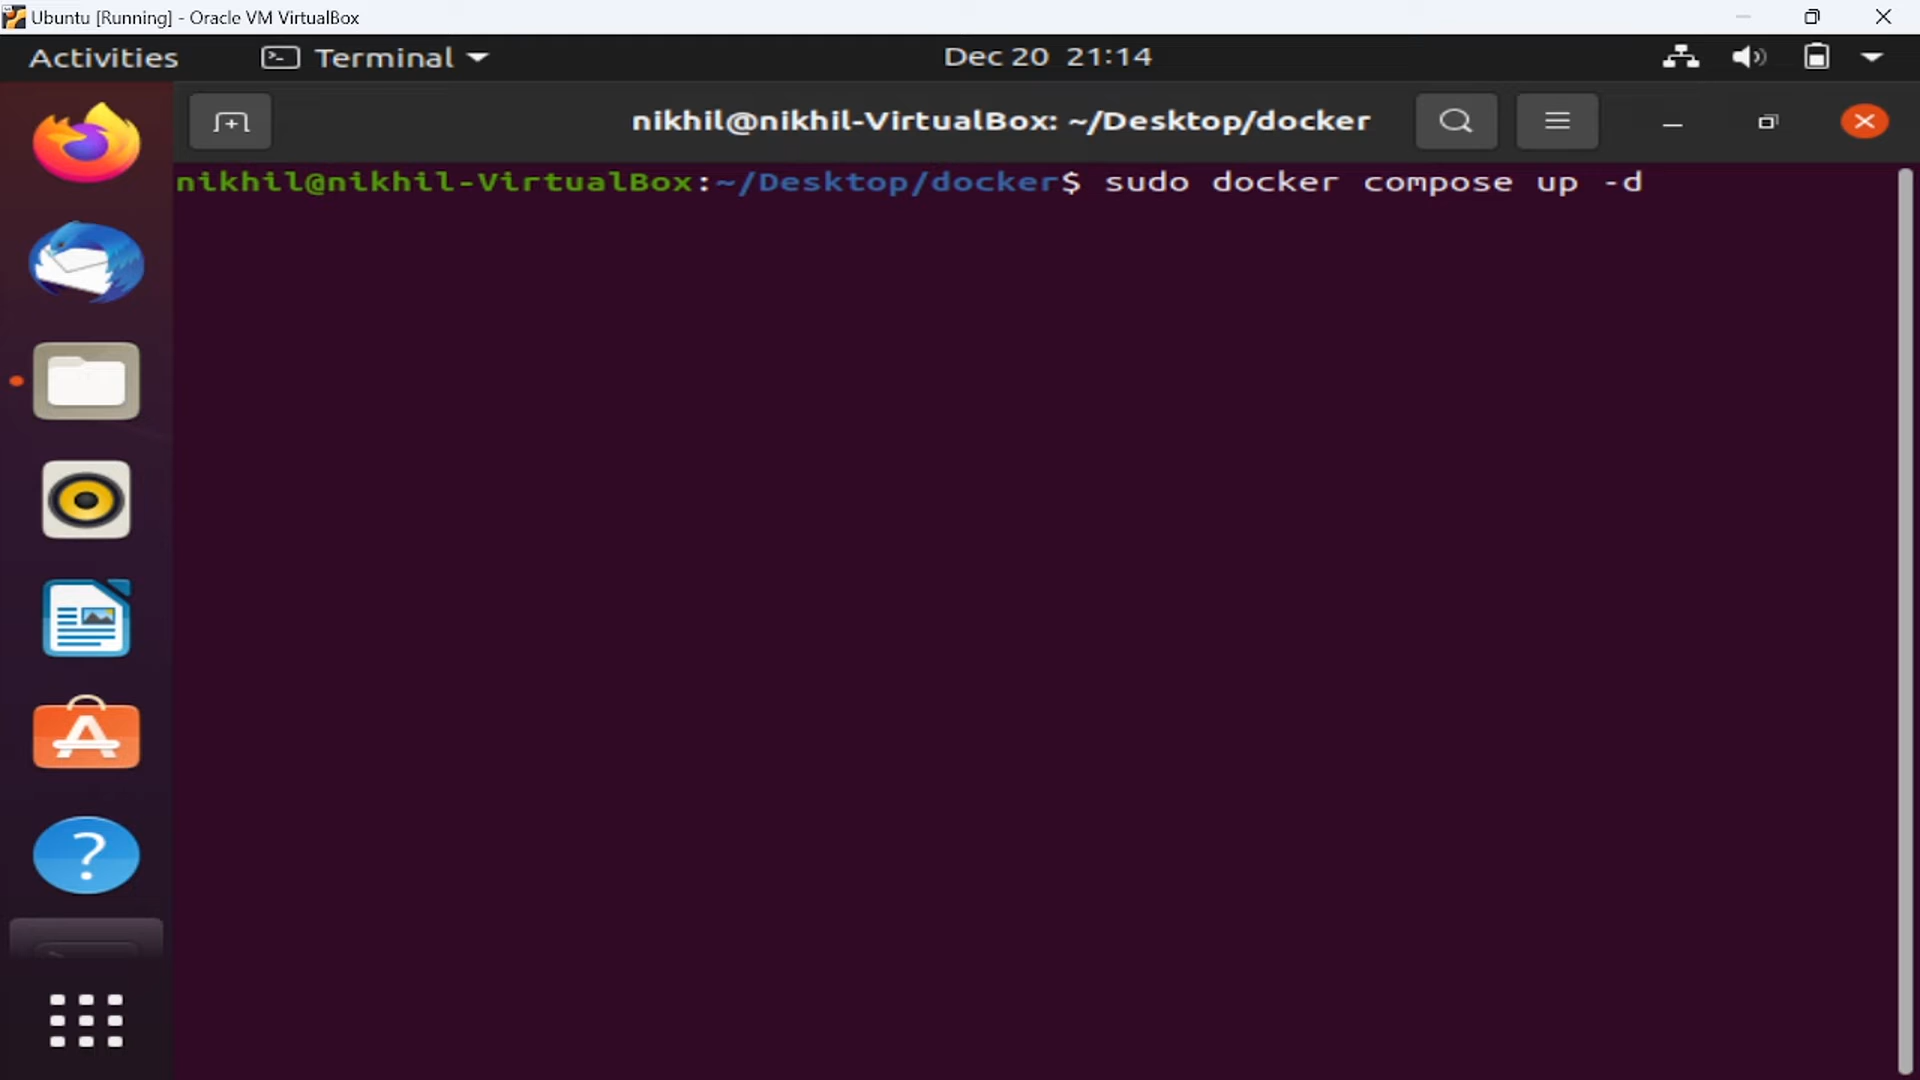 Ubuntu [Running] - Oracle VM VirtualBox
Activities Terminal Dec 20 21:14
nikhil@nikhil-VirtualBox: ~/Desktop/docker
nikhil@nikhil-VirtualBox:~/Desktop/docker$ sudo docker compose up -d